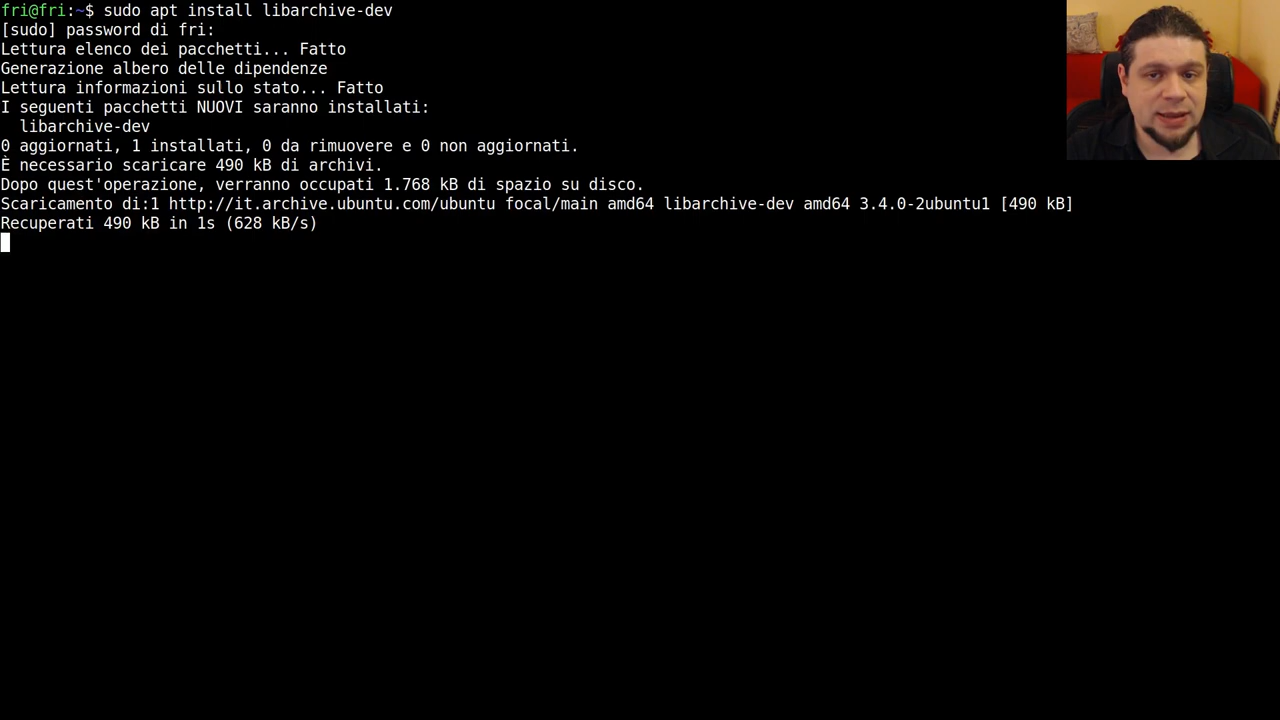 fri@fri:~$ sudo apt install libarchive-dev
[sudo] password di fri:
Lettura elenco dei pacchetti... Fatto
Generazione albero delle dipendenze
Lettura informazioni sullo stato... Fatto
I seguenti pacchetti NUOVI saranno installati:
  libarchive-dev
0 aggiornati, 1 installati, 0 da rimuovere e 0 non aggiornati.
È necessario scaricare 490 kB di archivi.
Dopo quest'operazione, verranno occupati 1.768 kB di spazio su disco.
Scaricamento di:1 http://it.archive.ubuntu.com/ubuntu focal/main amd64 libarchive-dev amd64 3.4.0-2ubuntu1 [490 kB]
Recuperati 490 kB in 1s (628 kB/s)